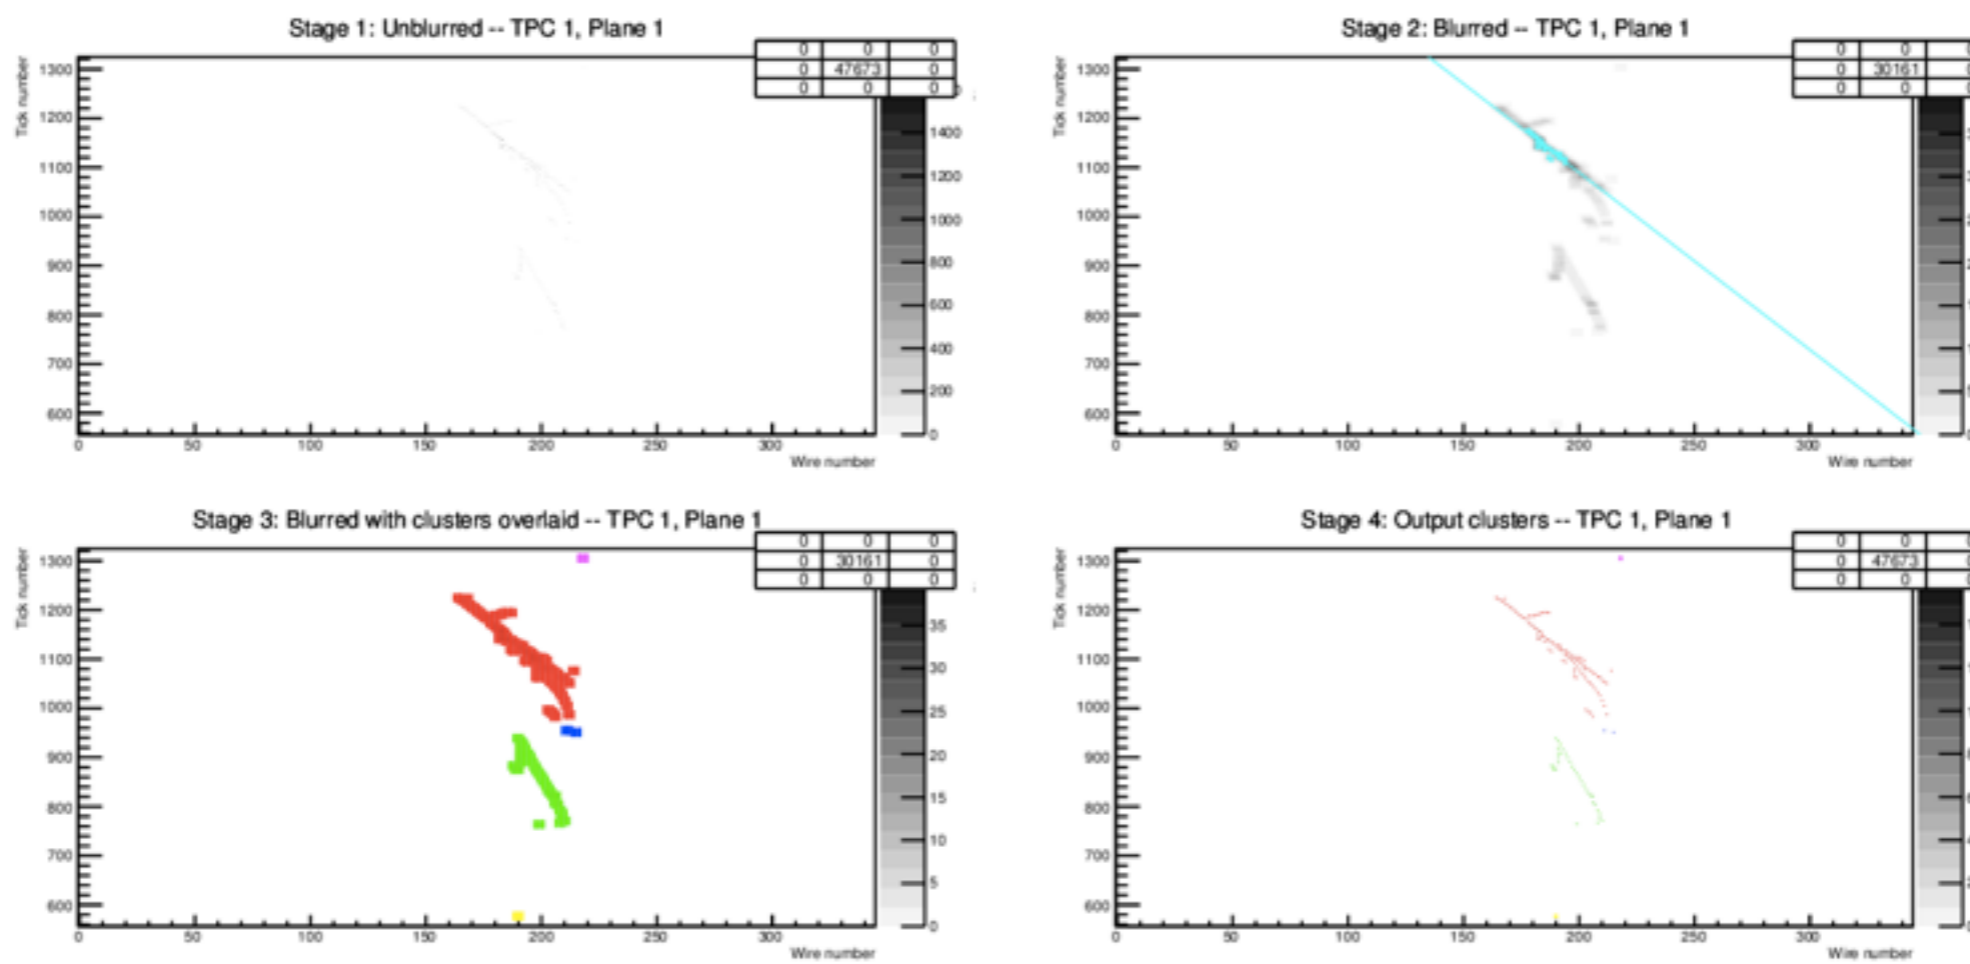 Stage 1: Unblurred -- TPC 1, Plane 1
0 0 0
0 47673 0
0 0 0
Tick number
1300
1200
1100
1000
900
800
700
600
0 50 100 150 200 250 300
Wire number
1400
1200
1000
800
600
400
200
0
Stage 2: Blurred -- TPC 1, Plane 1
0 0
0 30161
0 0
Tick number
1300
1200
1100
1000
900
800
700
600
0 50 100 150 200 250 300
Wire number
Stage 3: Blurred with clusters overlaid -- TPC 1, Plane 1
0 0 0
0 30161 0
0 0 0
Tick number
1300
1200
1100
1000
900
800
700
600
0 50 100 150 200 250 300
Wire number
35
30
25
20
15
10
5
0
Stage 4: Output clusters -- TPC 1, Plane 1
0 0
0 47673
0 0
Tick number
1300
1200
1100
1000
900
800
700
600
0 50 100 150 200 250 300
Wire number